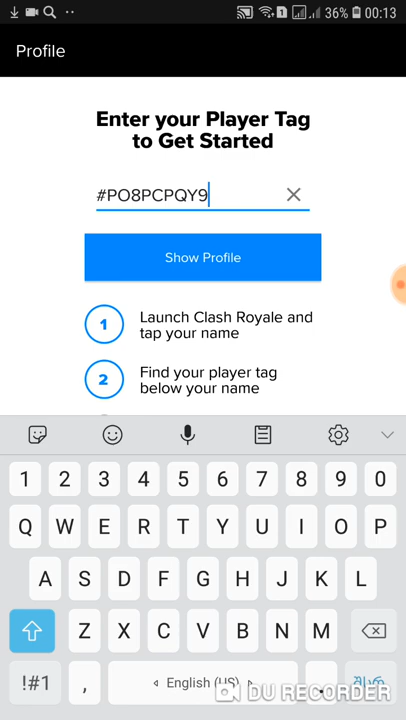 36% 00:13
Profile
Enter your Player Tag
to Get Started
#PO8PCPQY9
Show Profile
1 Launch Clash Royale and
tap your name
2 Find your player tag
below your name
1 2 3 4 5 6 7 8 9 0
Q W E R T Y U I O P
A S D F G H J K L
Z X C V B N M
!#1 , English (US) .
DU RECORDER